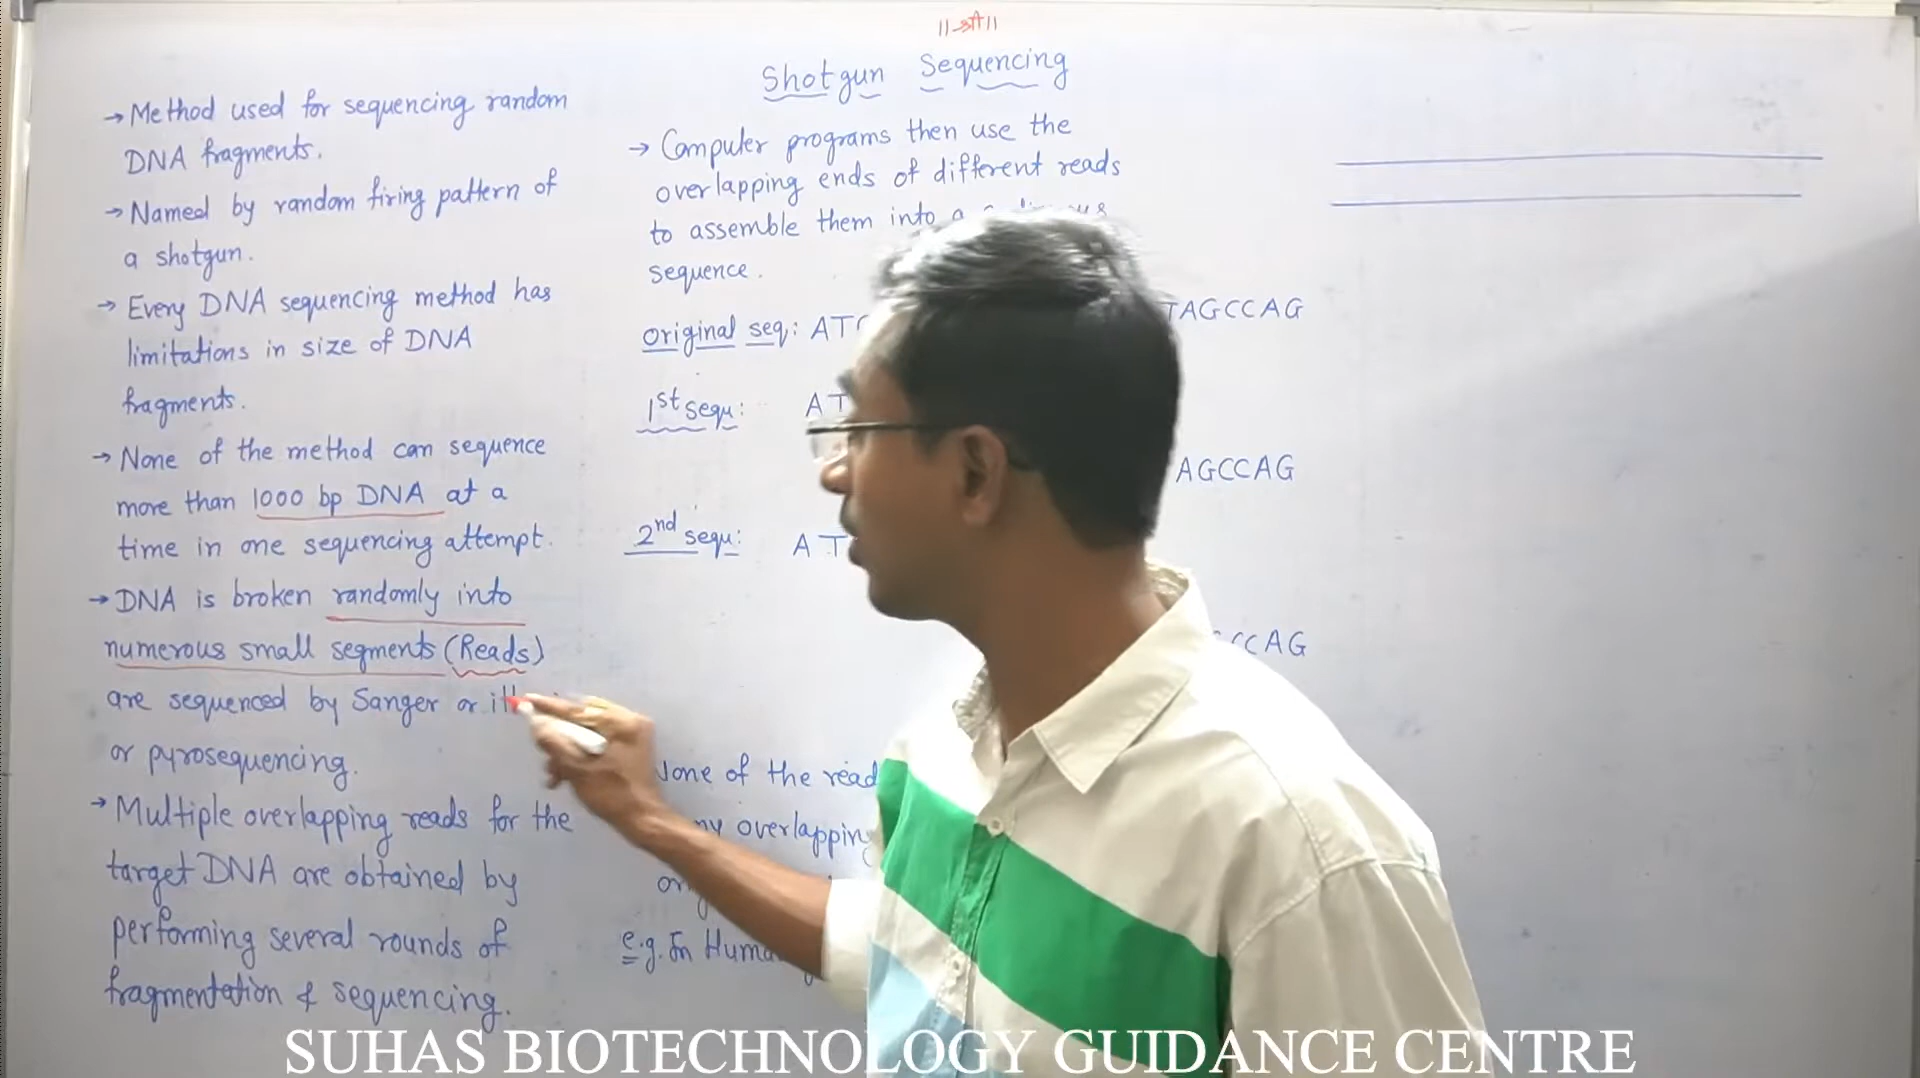 ॥श्री॥
Shotgun Sequencing
→ Method used for sequencing random
DNA fragments.
→ Named by random firing pattern of
a shotgun.
→ Every DNA sequencing method has
limitations in size of DNA
fragments.
→ None of the method can sequence
more than 1000 bp DNA at a
time in one sequencing attempt.
→ DNA is broken randomly into
numerous small segments (Reads)
are sequenced by Sanger or
or pyrosequencing.
→ Multiple overlapping reads for the
target DNA are obtained by
performing several rounds of
fragmentation & sequencing.
→ Computer programs then use the
overlapping ends of different reads
to assemble them into a
sequence.
original seq: AT TAGCCAG
1st sequ: AT
AGCCAG
2nd sequ: AT
CCAG
None of the read
overlapping
e.g. In Huma
SUHAS BIOTECHNOLOGY GUIDANCE CENTRE